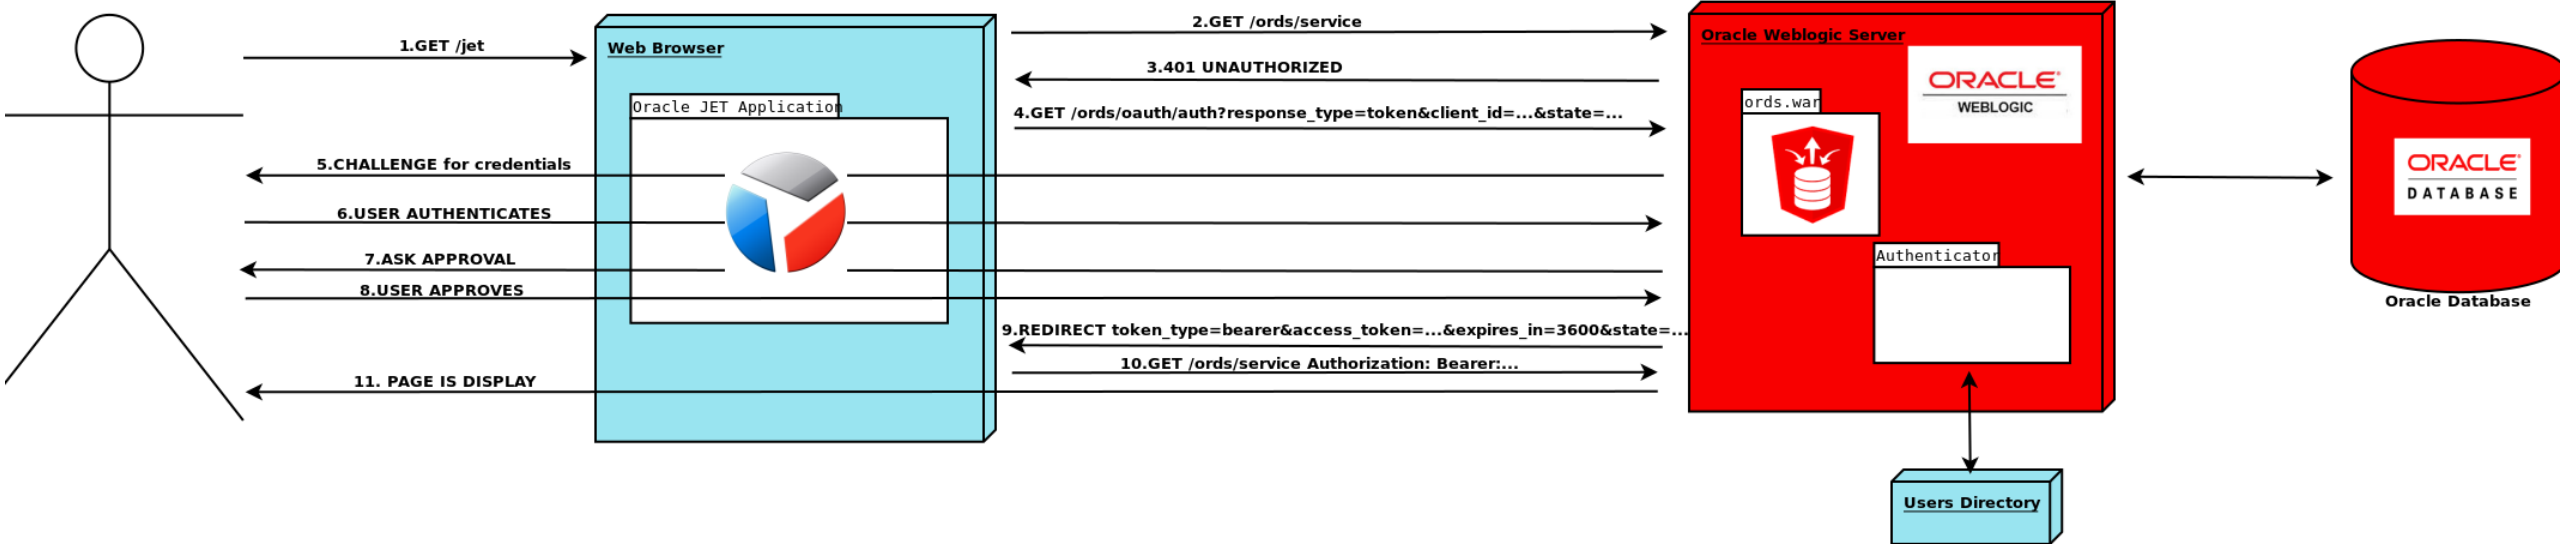 1.GET /jet
Web Browser
Oracle JET Application
2.GET /ords/service
3.401 UNAUTHORIZED
4.GET /ords/oauth/auth?response_type=token&client_id=...&state=...
5.CHALLENGE for credentials
6.USER AUTHENTICATES
7.ASK APPROVAL
8.USER APPROVES
9.REDIRECT token_type=bearer&access_token=...&expires_in=3600&state=...
10.GET /ords/service Authorization: Bearer:...
11. PAGE IS DISPLAY
Oracle Weblogic Server
ORACLE
WEBLOGIC
ords.war
Authenticator
Users Directory
ORACLE
DATABASE
Oracle Database